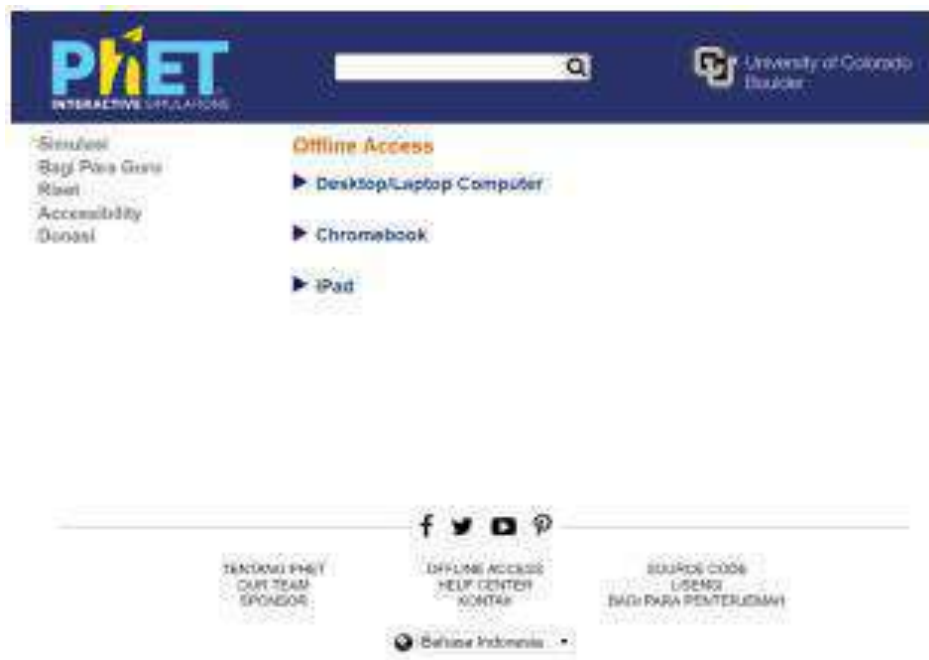 PhET
INTERACTIVE SIMULATIONS
University of Colorado
Boulder
Simulasi
Bagi Para Guru
Riset
Accessibility
Donasi
Offline Access
Desktop/Laptop Computer
Chromebook
iPad
TENTANG PHET
OUR TEAM
SPONSOR
OFFLINE ACCESS
HELP CENTER
KONTAK
SOURCE CODE
LISENSI
BAGI PARA PENTERJEMAH
Bahasa Indonesia